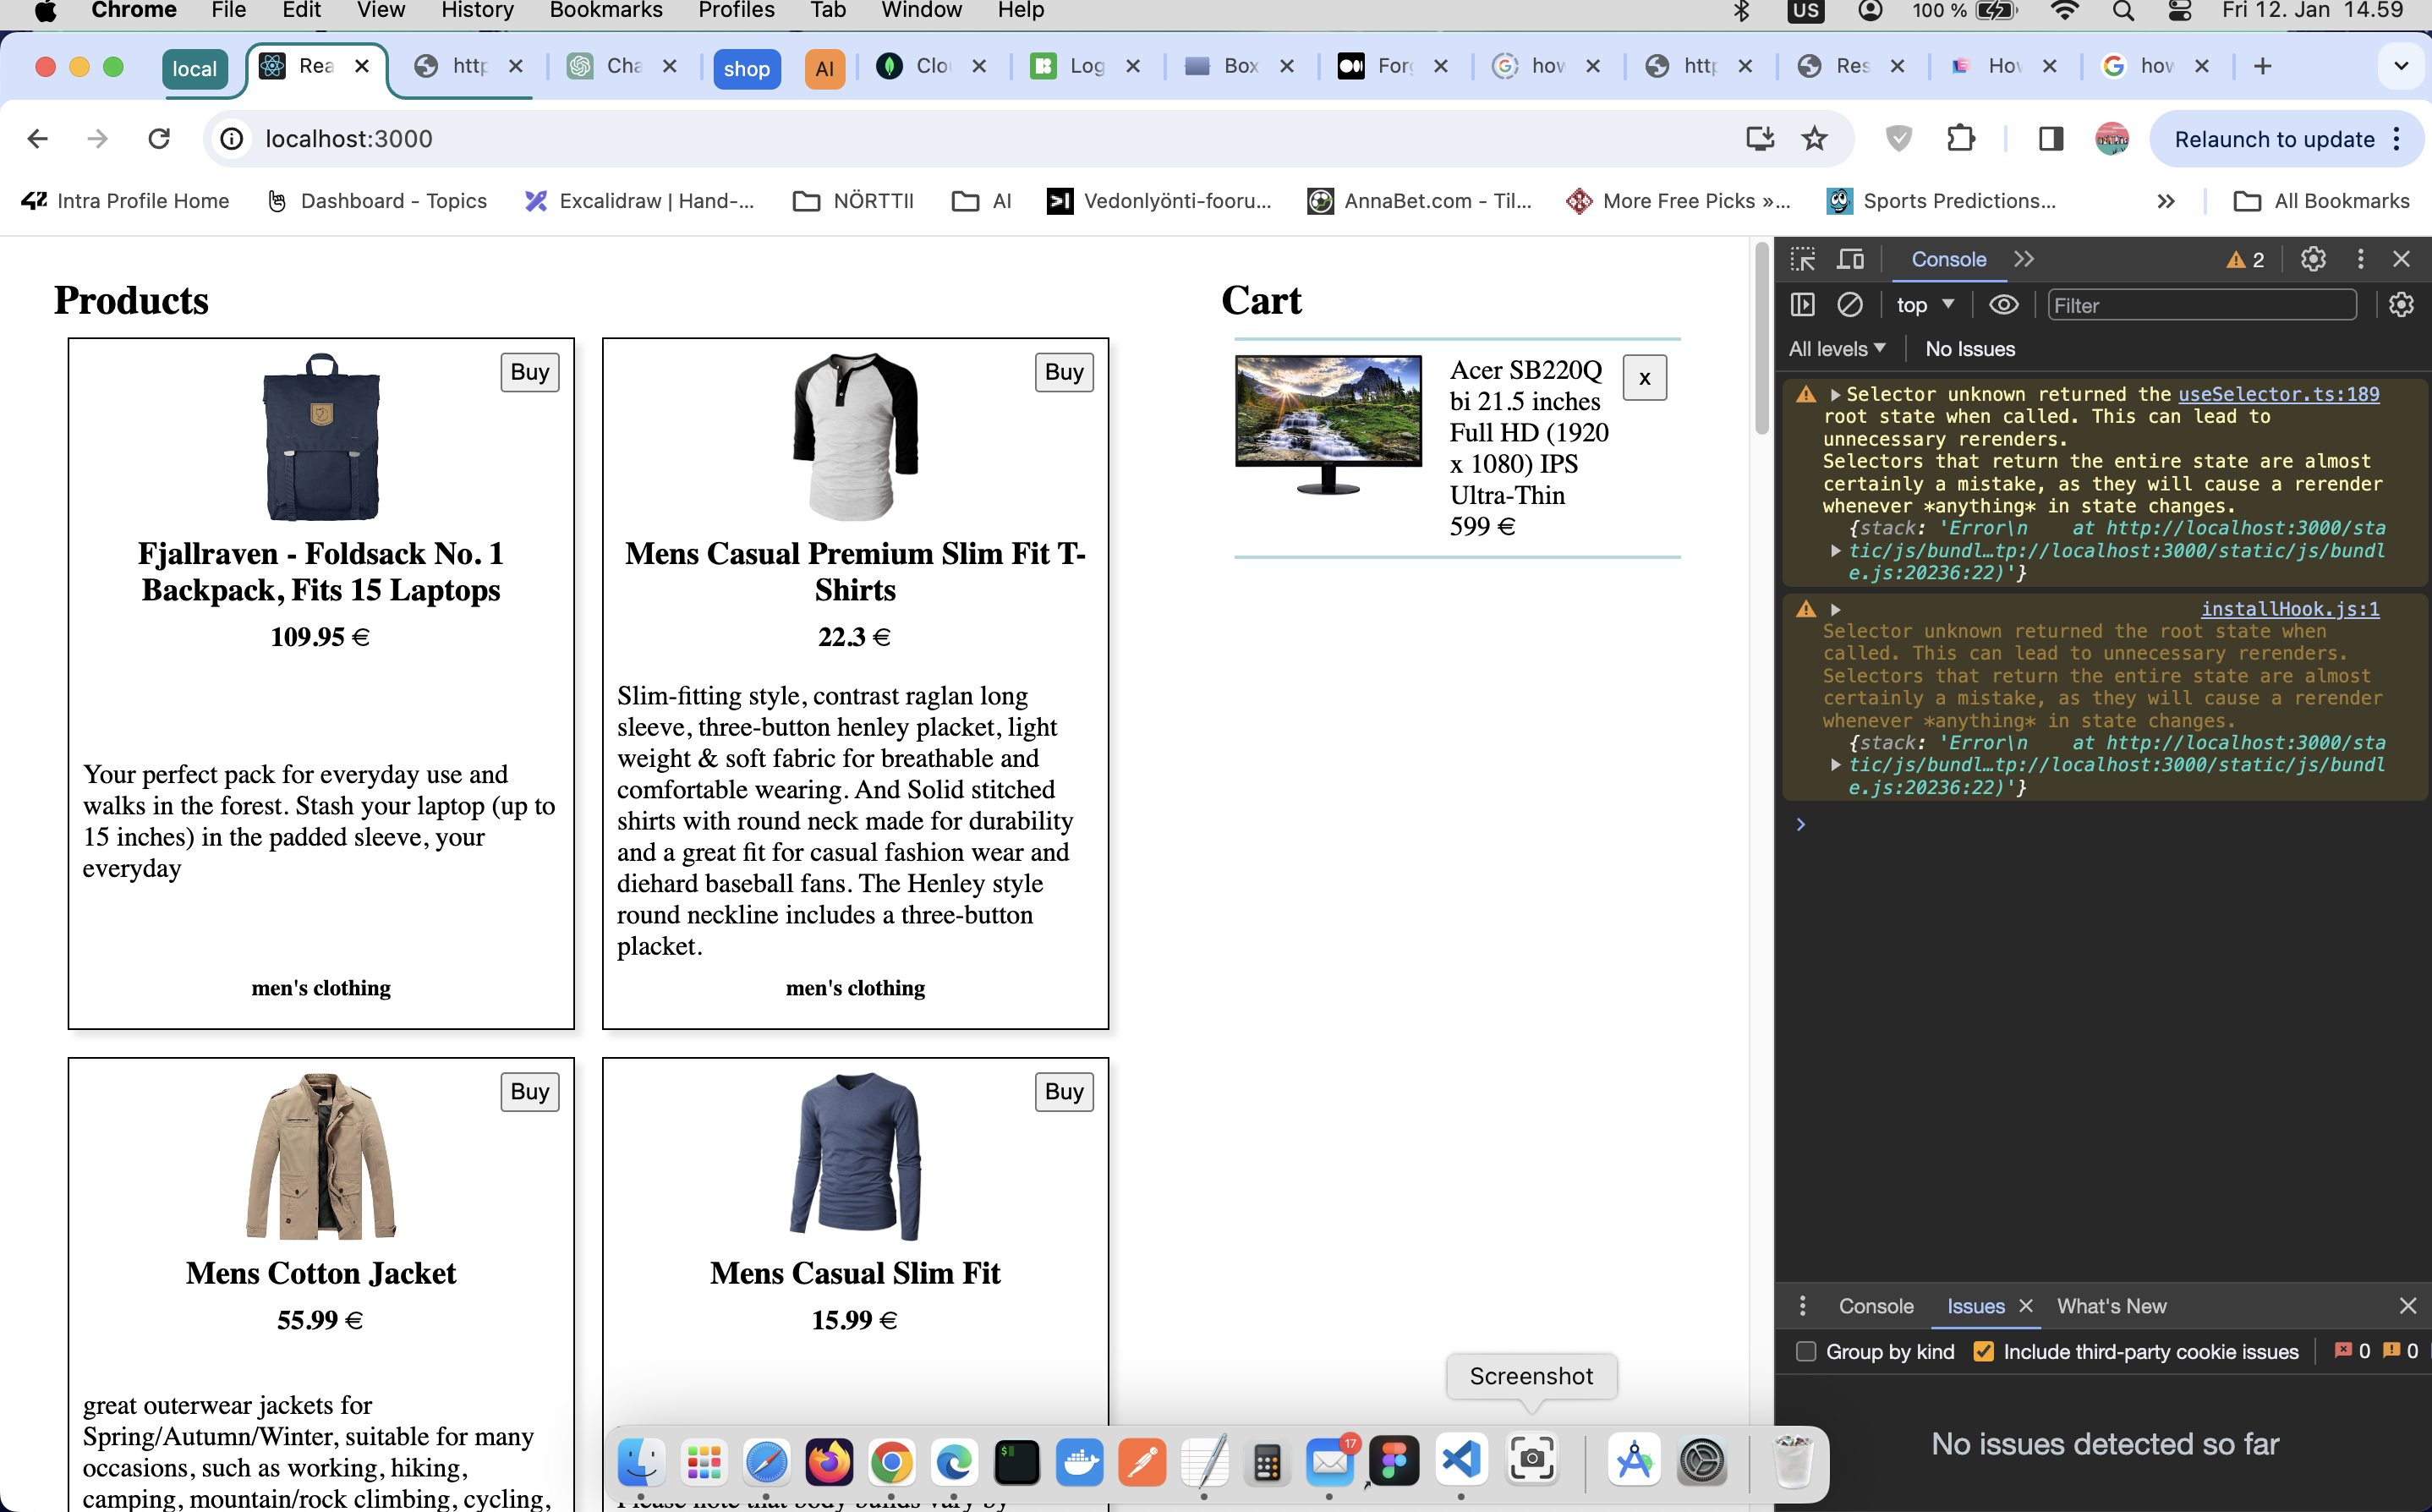 Chrome File Edit View History Bookmarks Profiles Tab Window Help US 100 % Fri 12. Jan 14.59
local Rea http Cha shop AI Clo Log Box For how http Res How how
localhost:3000 Relaunch to update
Intra Profile Home Dashboard - Topics Excalidraw | Hand-... NÖRTTII AI Vedonlyönti-fooru... AnnaBet.com - Til... More Free Picks »... Sports Predictions... All Bookmarks
Products
Buy
Fjallraven - Foldsack No. 1
Backpack, Fits 15 Laptops
109.95 €
Your perfect pack for everyday use and
walks in the forest. Stash your laptop (up to
15 inches) in the padded sleeve, your
everyday
men's clothing
Buy
Mens Casual Premium Slim Fit T-
Shirts
22.3 €
Slim-fitting style, contrast raglan long
sleeve, three-button henley placket, light
weight & soft fabric for breathable and
comfortable wearing. And Solid stitched
shirts with round neck made for durability
and a great fit for casual fashion wear and
diehard baseball fans. The Henley style
round neckline includes a three-button
placket.
men's clothing
Buy
Mens Cotton Jacket
55.99 €
great outerwear jackets for
Spring/Autumn/Winter, suitable for many
occasions, such as working, hiking,
camping, mountain/rock climbing, cycling,
Buy
Mens Casual Slim Fit
15.99 €
Cart
Acer SB220Q
bi 21.5 inches
Full HD (1920
x 1080) IPS
Ultra-Thin
599 €
x
Console 2
top Filter
All levels No Issues
Selector unknown returned the useSelector.ts:189
root state when called. This can lead to
unnecessary rerenders.
Selectors that return the entire state are almost
certainly a mistake, as they will cause a rerender
whenever *anything* in state changes.
{stack: 'Error\n    at http://localhost:3000/sta
tic/js/bundl…tp://localhost:3000/static/js/bundl
e.js:20236:22)'}
installHook.js:1
Selector unknown returned the root state when
called. This can lead to unnecessary rerenders.
Selectors that return the entire state are almost
certainly a mistake, as they will cause a rerender
whenever *anything* in state changes.
{stack: 'Error\n    at http://localhost:3000/sta
tic/js/bundl…tp://localhost:3000/static/js/bundl
e.js:20236:22)'}
Console Issues What's New
Group by kind Include third-party cookie issues 0 0
No issues detected so far
Screenshot
17